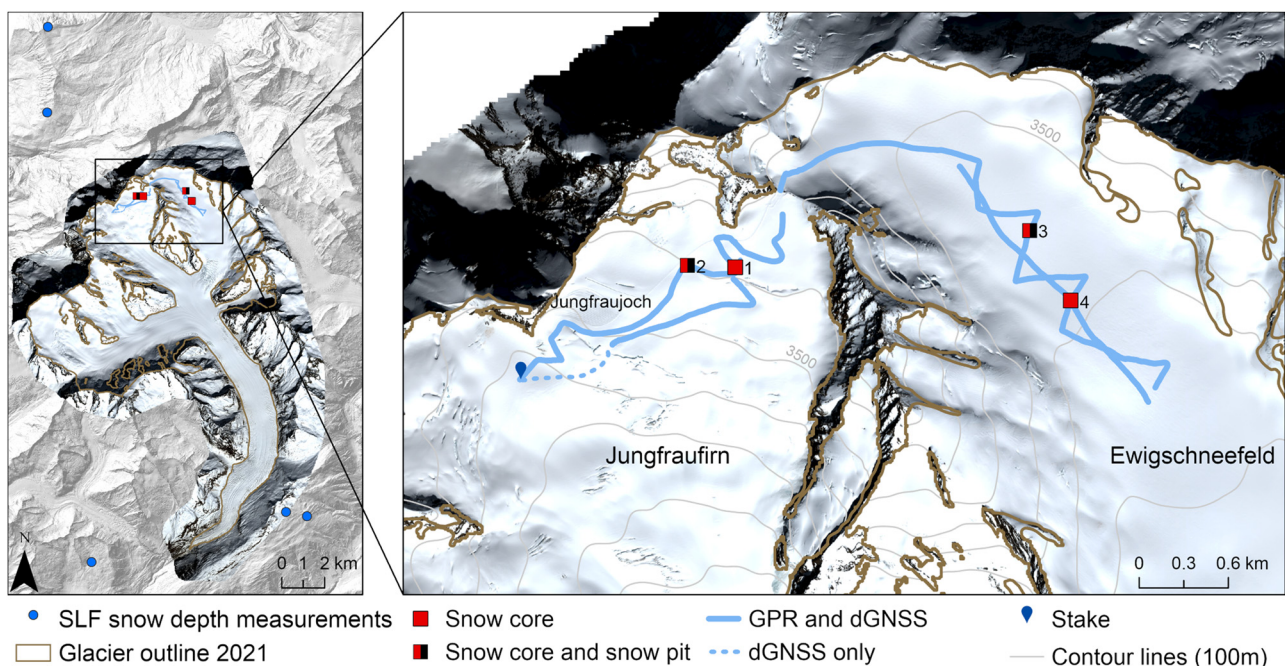 N
0 1 2 km
3500
3
2
1
Jungfraujoch
4
3500
Jungfraufirn
Ewigschneefeld
0 0.3 0.6 km
SLF snow depth measurements
Snow core
GPR and dGNSS
Stake
Glacier outline 2021
Snow core and snow pit
dGNSS only
Contour lines (100m)